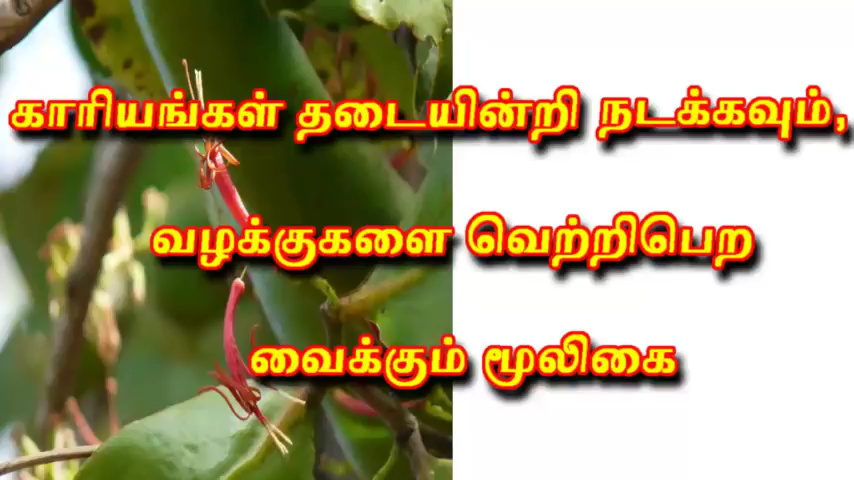 காரியங்கள் தடையின்றி நடக்கவும்,
வழக்குகளை வெற்றிபெற
வைக்கும் மூலிகை